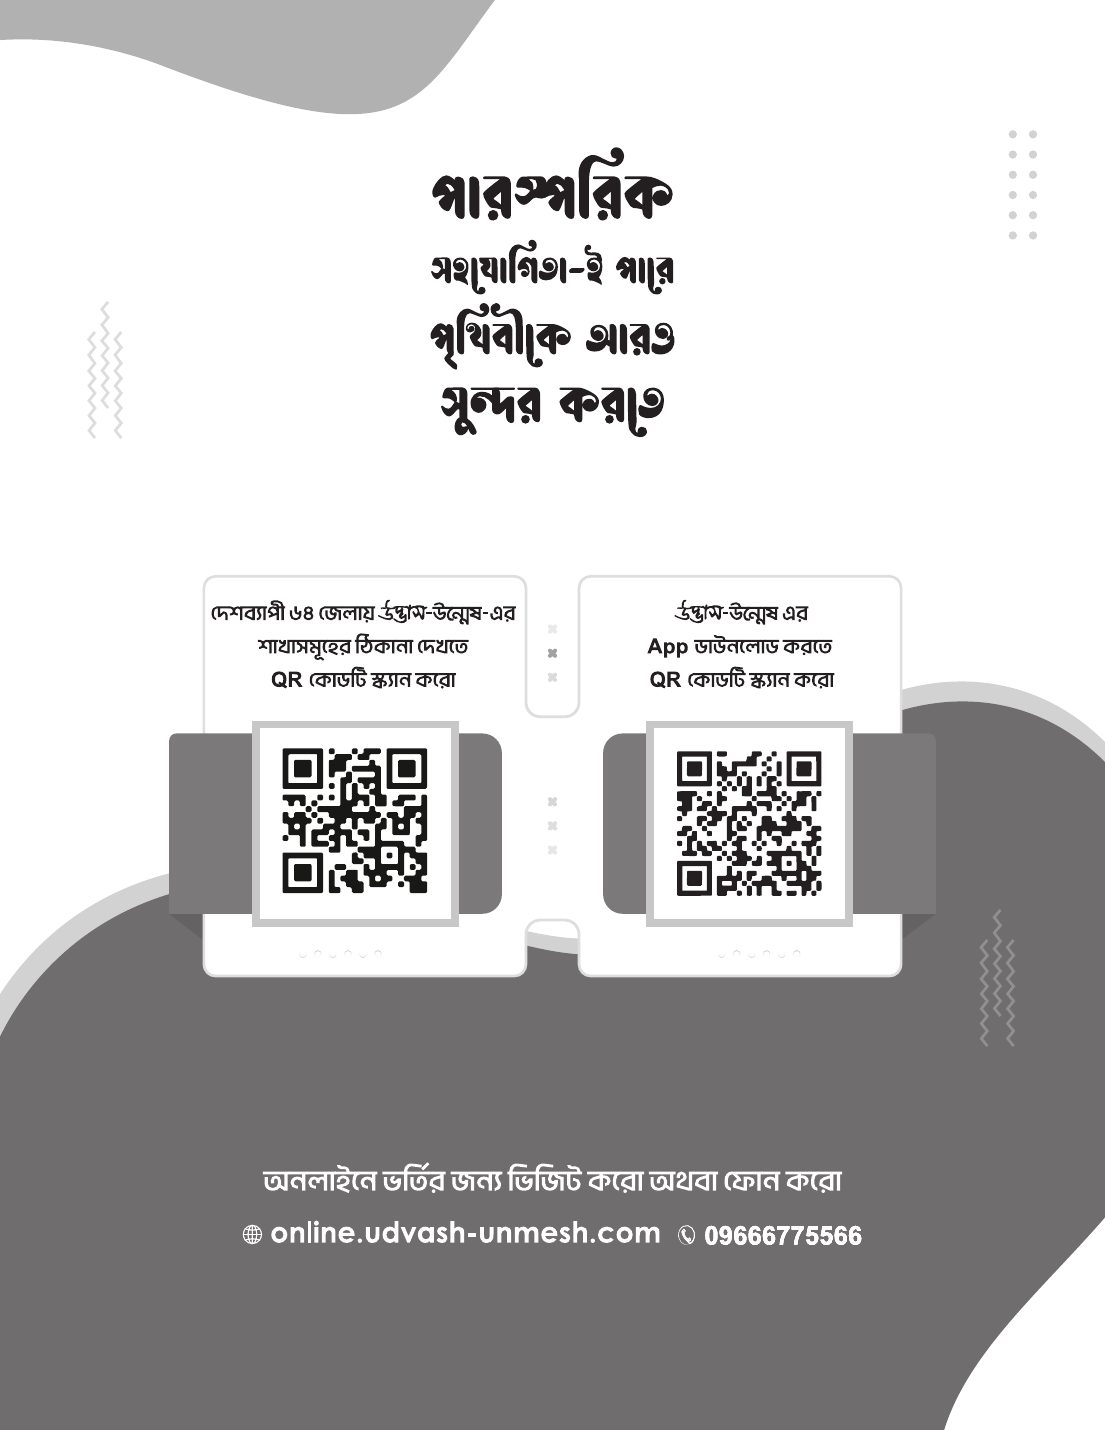 পারস্পরিক
সহযোগিতা-ই পারে
পৃথিবীকে আরও
সুন্দর করতে
দেশব্যাপী ৬৪ জেলায় উদ্ভাস-উন্মেষ-এর
শাখাসমূহের ঠিকানা দেখতে
QR কোডটি স্ক্যান করো
উদ্ভাস-উন্মেষ এর
App ডাউনলোড করতে
QR কোডটি স্ক্যান করো
অনলাইনে ভর্তির জন্য ভিজিট করো অথবা ফোন করো
online.udvash-unmesh.com 09666775566